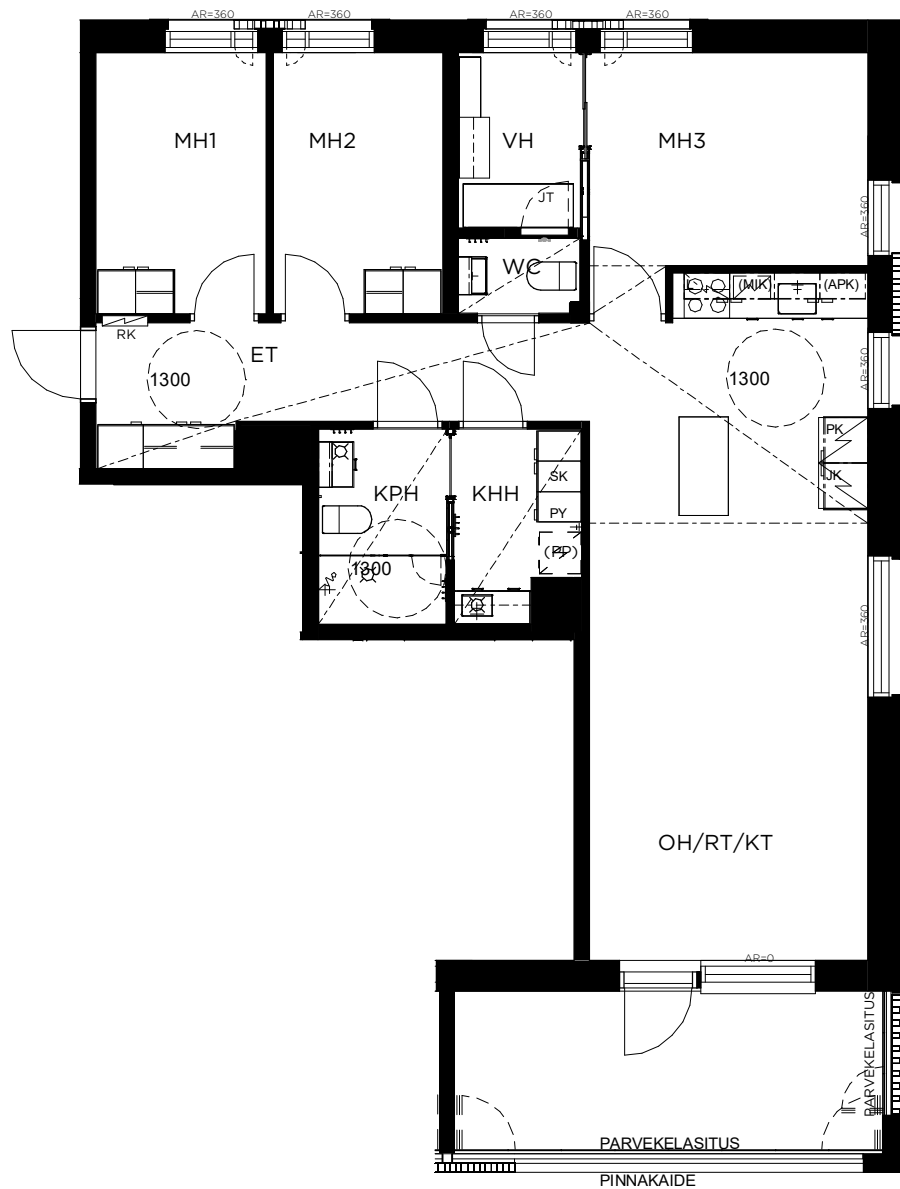 AR=360
AR=360
AR=360
AR=360
MH1
MH2
VH
MH3
JT
AR=360
WC
(MIK)
(APK)
RK
ET
1300
1300
AR=360
PK
JK
KPH
KHH
SK
PY
(PP)
1300
AR=360
OH/RT/KT
AR=0
PARVEKELASITUS
PARVEKELASITUS
PINNAKAIDE